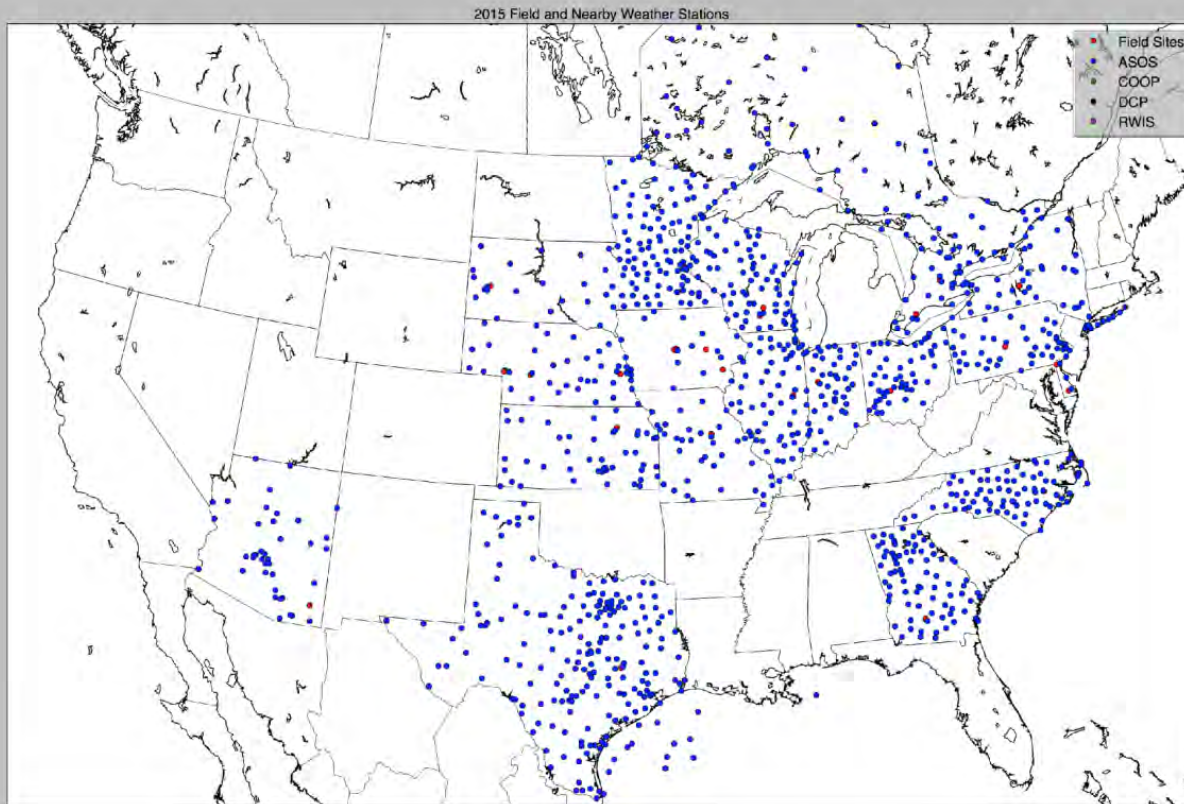 2015 Field and Nearby Weather Stations
Field Sites
ASOS
COOP
DCP
RWIS